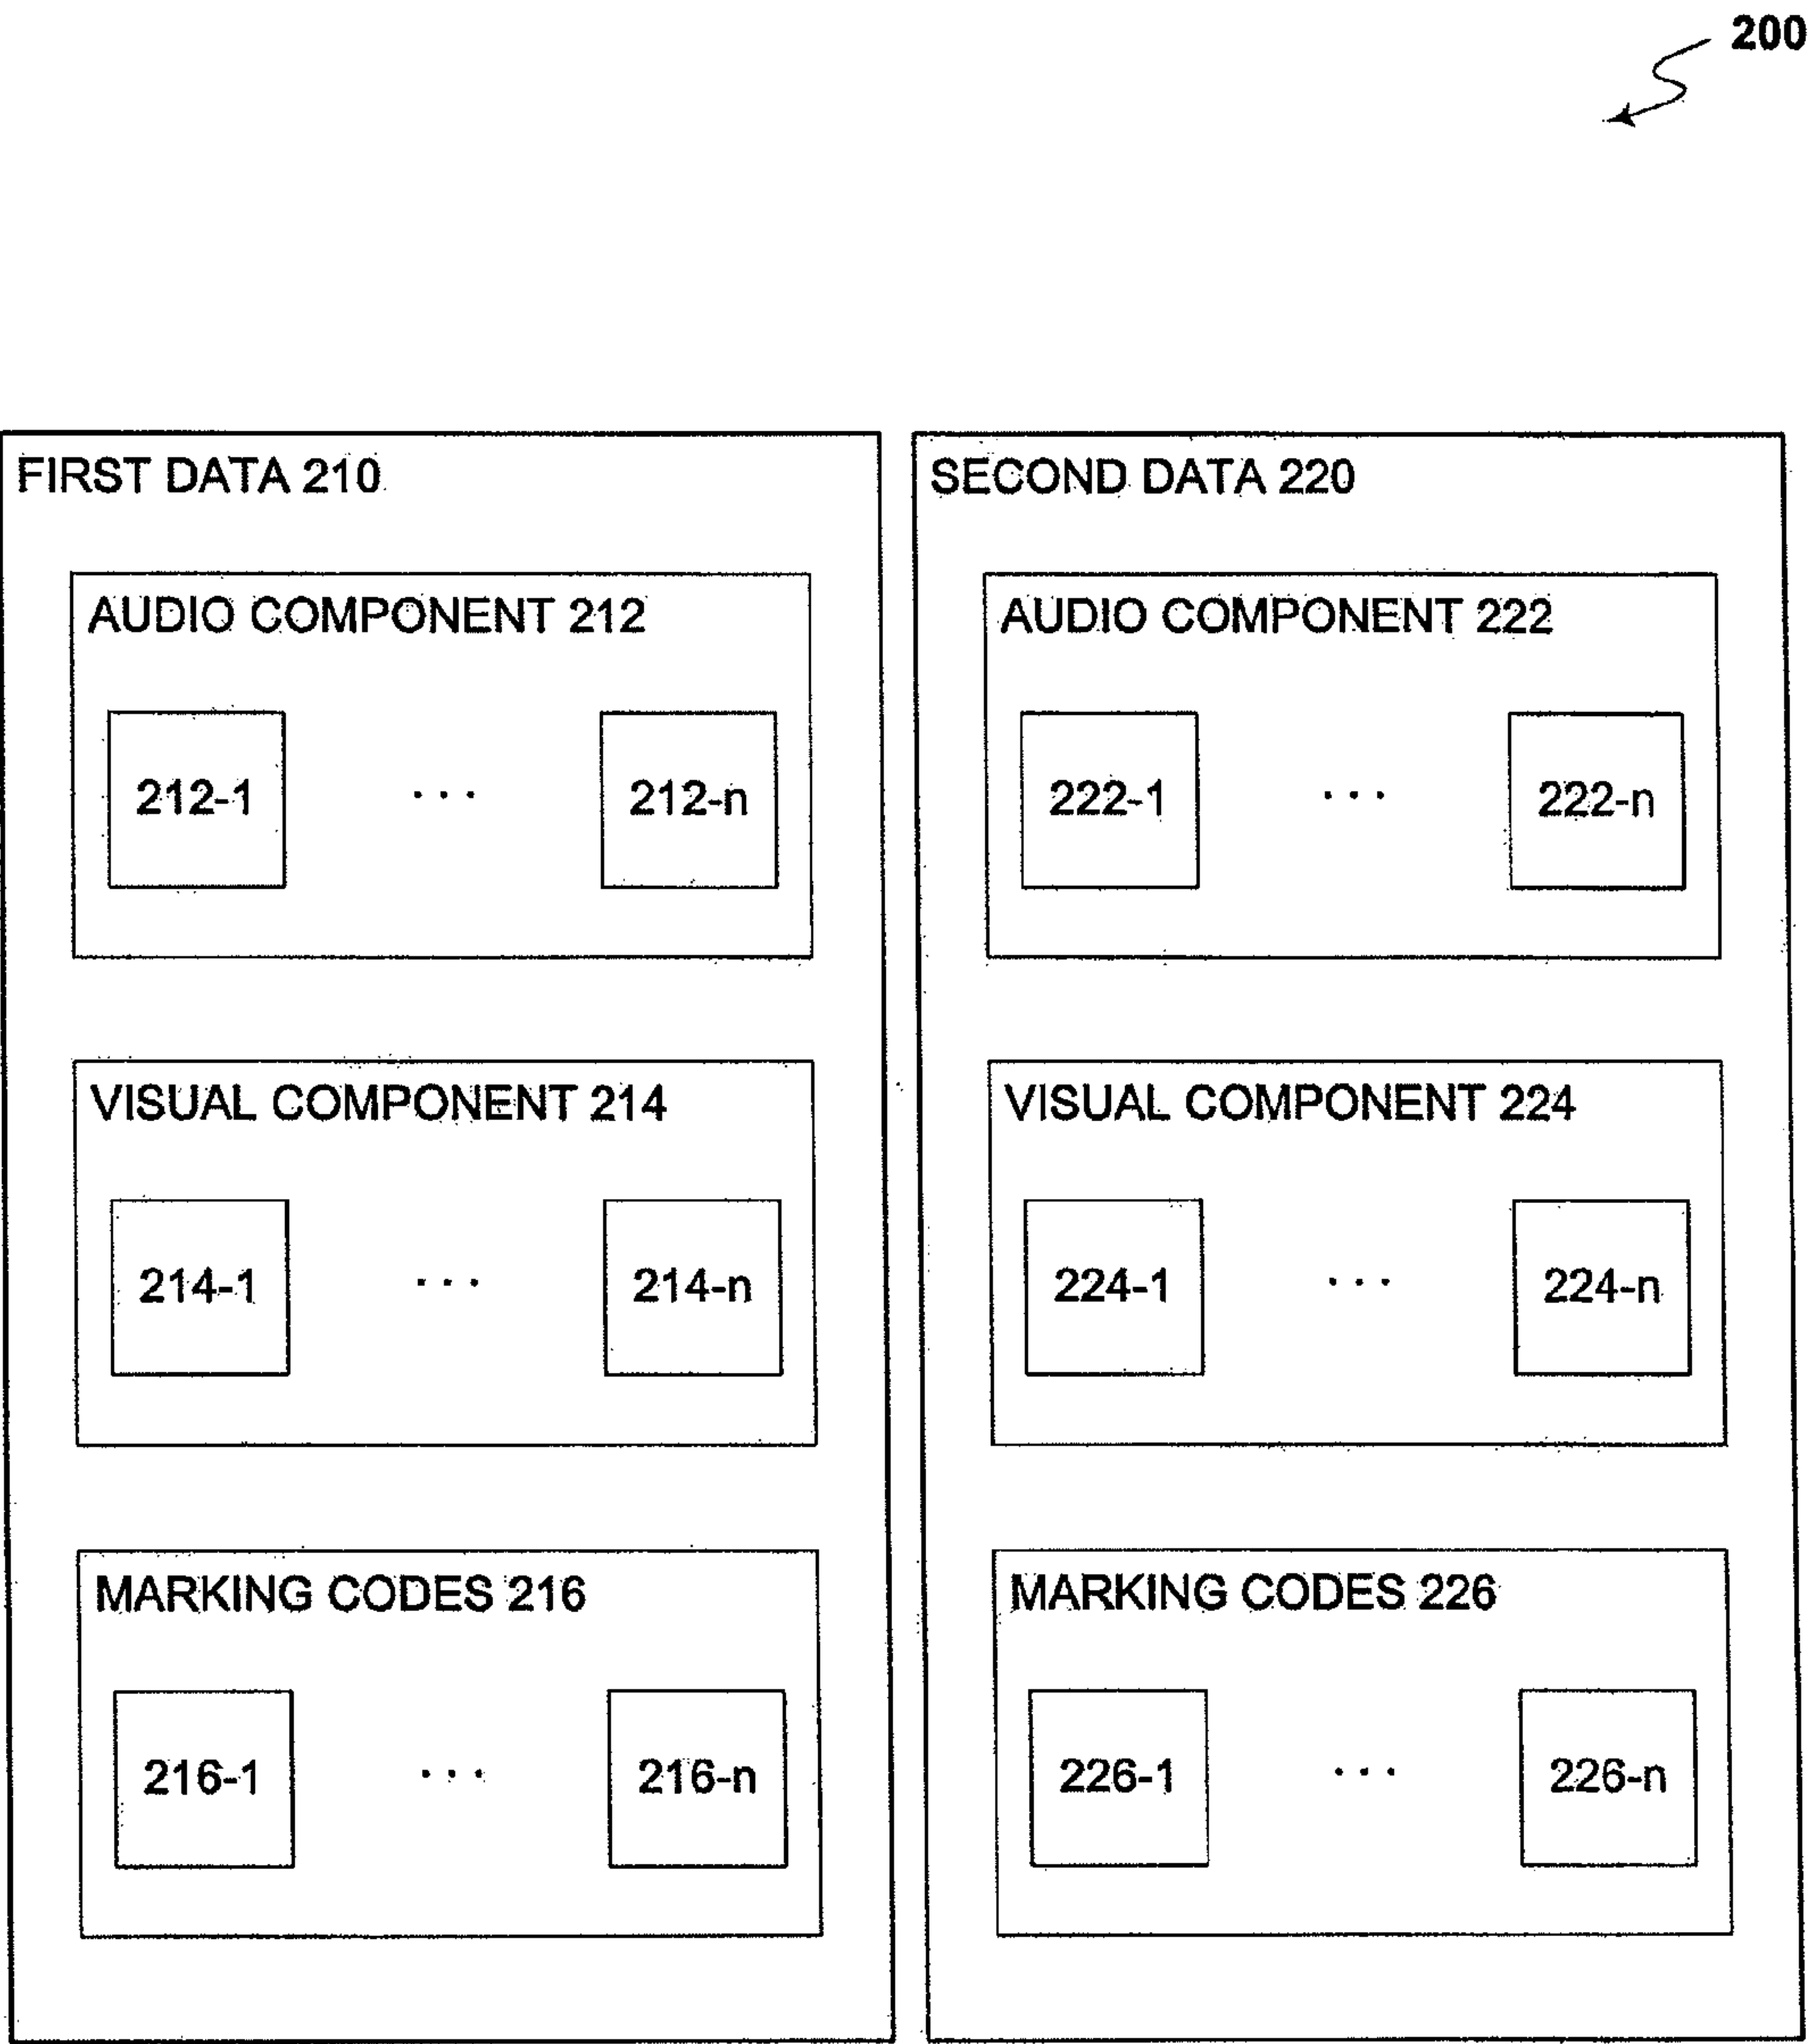 200
FIRST DATA 210
AUDIO COMPONENT 212
212-1 ... 212-n
VISUAL COMPONENT 214
214-1 ... 214-n
MARKING CODES 216
216-1 ... 216-n
SECOND DATA 220
AUDIO COMPONENT 222
222-1 ... 222-n
VISUAL COMPONENT 224
224-1 ... 224-n
MARKING CODES 226
226-1 ... 226-n